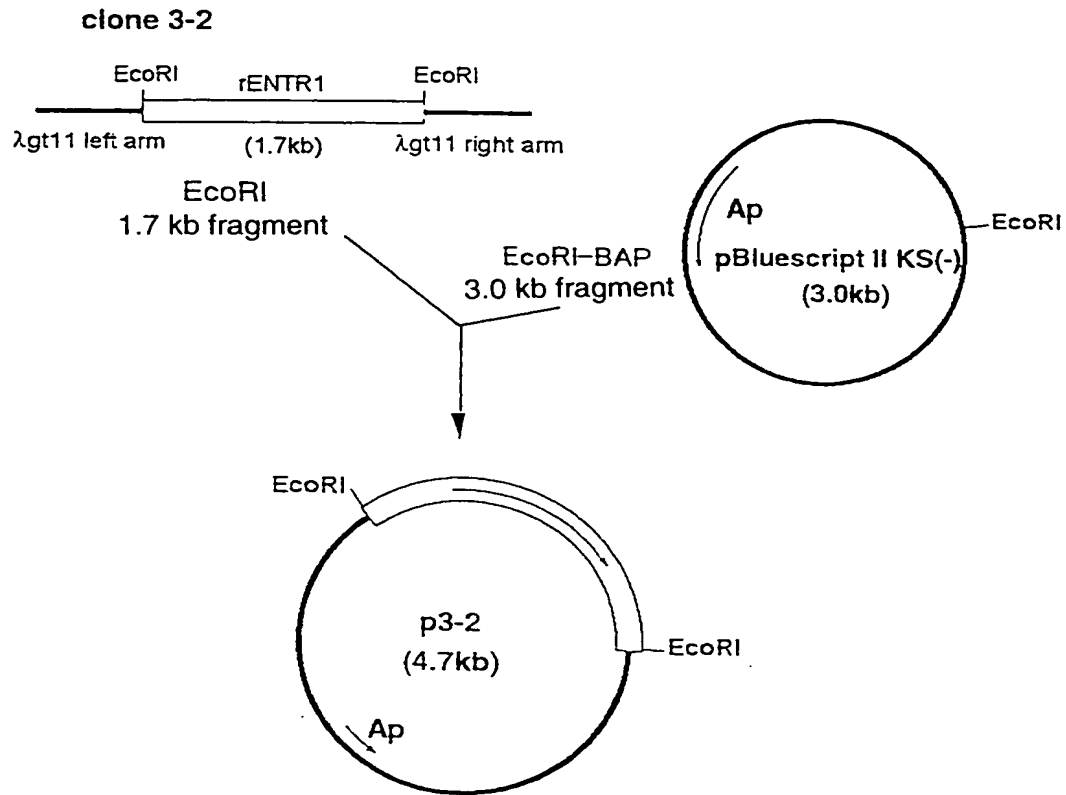 clone 3-2
EcoRI
rENTR1
EcoRI
λgt11 left arm
(1.7kb)
λgt11 right arm
EcoRI
1.7 kb fragment
EcoRI-BAP
3.0 kb fragment
Ap
pBluescript II KS(-)
(3.0kb)
EcoRI
EcoRI
p3-2
(4.7kb)
EcoRI
Ap